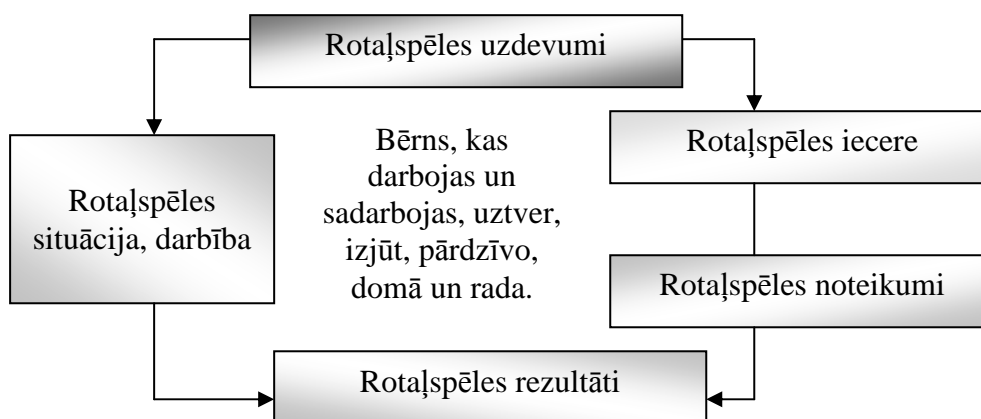 Rotaļspēles uzdevumi
Rotaļspēles
situācija, darbība
Bērns, kas
darbojas un
sadarbojas, uztver,
izjūt, pārdzīvo,
domā un rada.
Rotaļspēles iecere
Rotaļspēles noteikumi
Rotaļspēles rezultāti